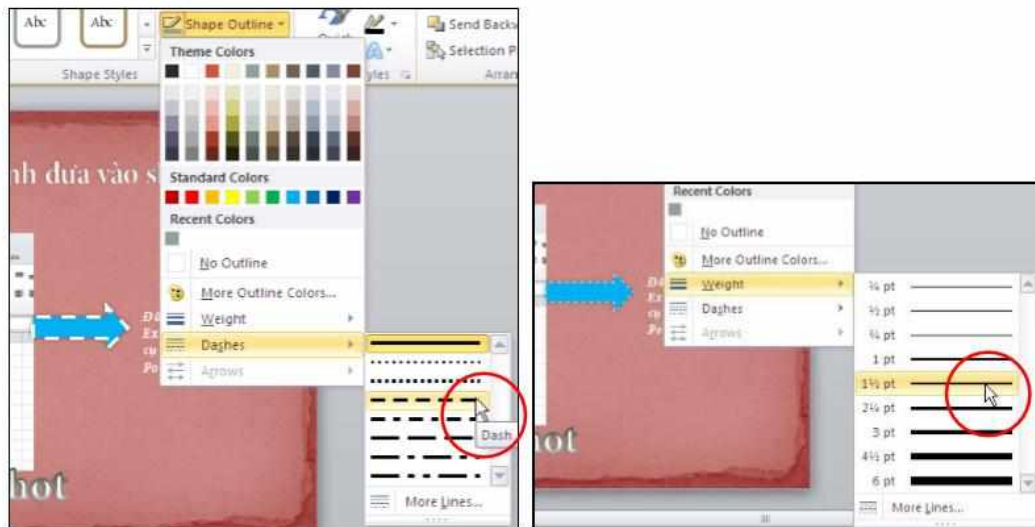 Abc
Abc
Shape Outline
Send Backw
Selection P
Shape Styles
yles
Arran
Theme Colors
nh đưa vào s
Standard Colors
Recent Colors
No Outline
More Outline Colors...
Weight
Dashes
Arrows
Dash
More Lines...
hot
Recent Colors
No Outline
More Outline Colors...
Weight
Dashes
Arrows
¼ pt
½ pt
¾ pt
1 pt
1½ pt
2¼ pt
3 pt
4½ pt
6 pt
More Lines...
hot